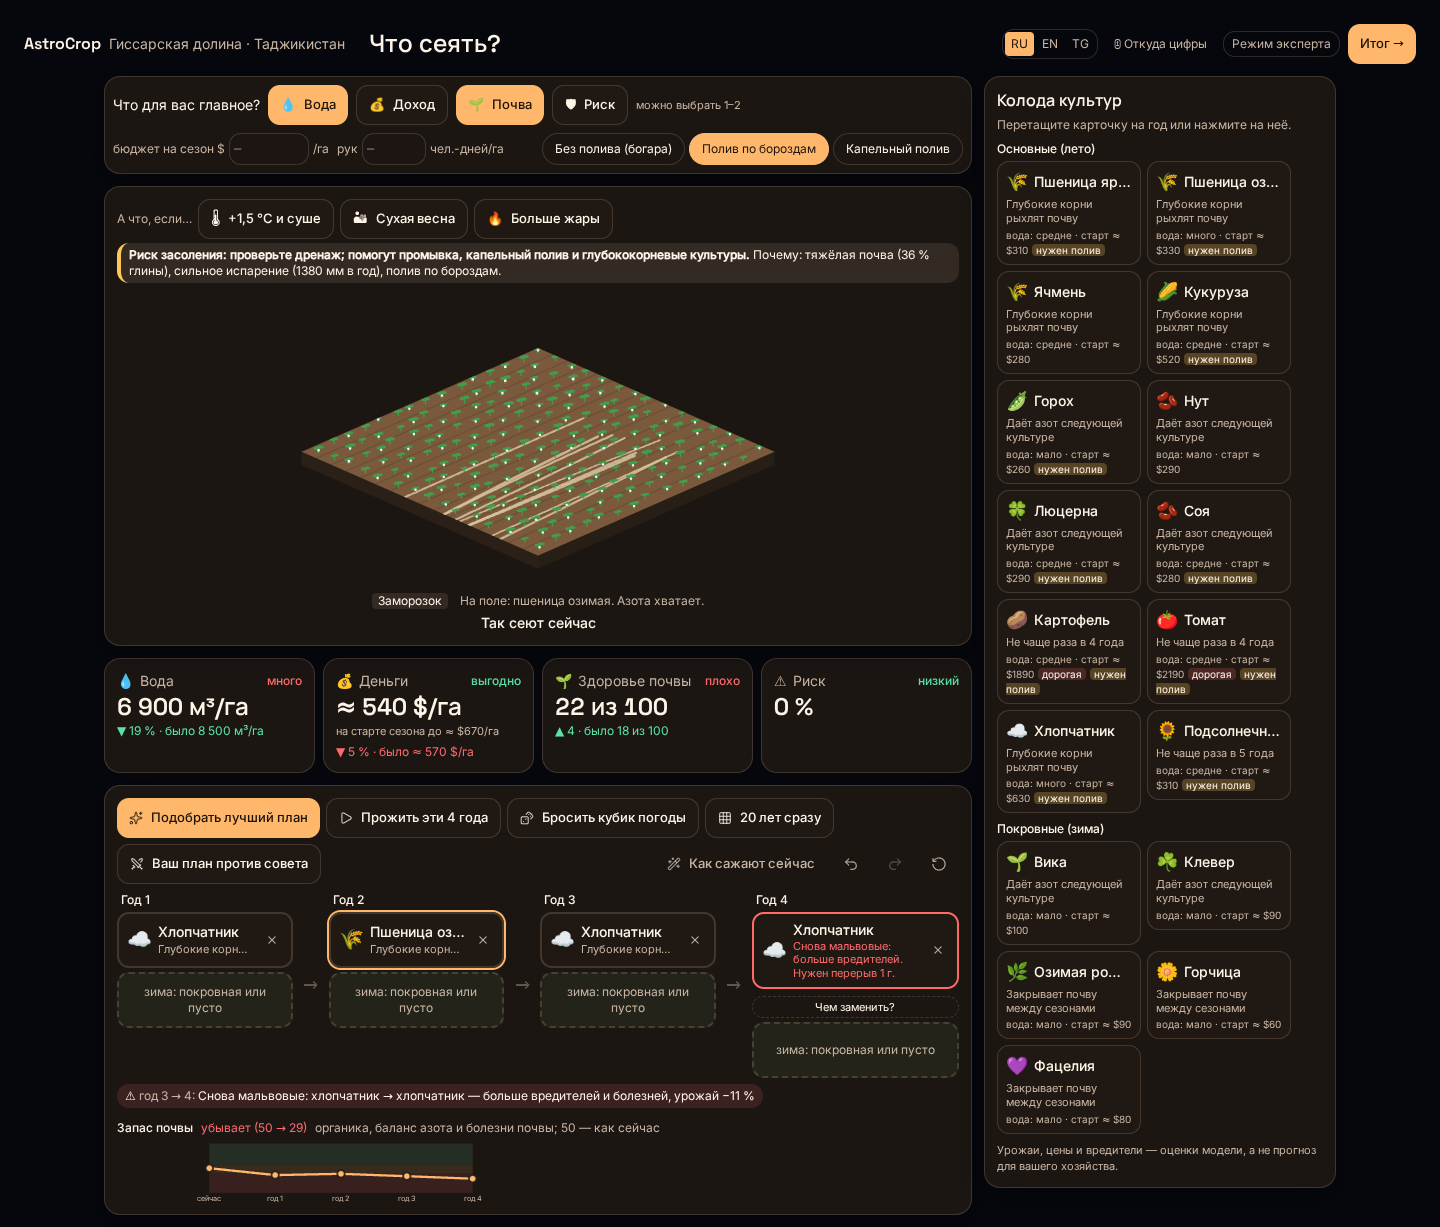 AstroCrop Гиссарская долина · Таджикистан Что сеять?
RU EN TG Откуда цифры Режим эксперта Итог →
Что для вас главное? Вода Доход Почва Риск можно выбрать 1–2
бюджет на сезон $ – /га рук – чел.-дней/га Без полива (богара) Полив по бороздам Капельный полив
А что, если... +1,5 °C и суше Сухая весна Больше жары
Риск засоления: проверьте дренаж; помогут промывка, капельный полив и глубококорневые культуры. Почему: тяжёлая почва (36 %
глины), сильное испарение (1380 мм в год), полив по бороздам.
Заморозок На поле: пшеница озимая. Азота хватает.
Так сеют сейчас
Вода много
6 900 м³/га
▼ 19 % · было 8 500 м³/га
Деньги выгодно
≈ 540 $/га
на старте сезона до ≈ $670/га
▼ 5 % · было ≈ 570 $/га
Здоровье почвы плохо
22 из 100
▲ 4 · было 18 из 100
⚠ Риск низкий
0 %
Подобрать лучший план Прожить эти 4 года Бросить кубик погоды 20 лет сразу
Ваш план против совета Как сажают сейчас
Год 1
Хлопчатник ×
Глубокие корн...
зима: покровная или
пусто
→
Год 2
Пшеница оз... ×
Глубокие корн...
зима: покровная или
пусто
→
Год 3
Хлопчатник ×
Глубокие корн...
зима: покровная или
пусто
→
Год 4
Хлопчатник ×
Снова мальвовые:
больше вредителей.
Нужен перерыв 1 г.
Чем заменить?
зима: покровная или пусто
⚠ год 3 → 4: Снова мальвовые: хлопчатник → хлопчатник — больше вредителей и болезней, урожай −11 %
Запас почвы убывает (50 → 29) органика, баланс азота и болезни почвы; 50 — как сейчас
сейчас год 1 год 2 год 3 год 4
Колода культур
Перетащите карточку на год или нажмите на неё.
Основные (лето)
Пшеница яр...
Глубокие корни
рыхлят почву
вода: средне · старт ≈
$310 нужен полив
Пшеница оз...
Глубокие корни
рыхлят почву
вода: много · старт ≈
$330 нужен полив
Ячмень
Глубокие корни
рыхлят почву
вода: средне · старт ≈
$280
Кукуруза
Глубокие корни
рыхлят почву
вода: средне · старт ≈
$520 нужен полив
Горох
Даёт азот следующей
культуре
вода: мало · старт ≈
$260 нужен полив
Нут
Даёт азот следующей
культуре
вода: мало · старт ≈
$290
Люцерна
Даёт азот следующей
культуре
вода: средне · старт ≈
$290 нужен полив
Соя
Даёт азот следующей
культуре
вода: средне · старт ≈
$280 нужен полив
Картофель
Не чаще раза в 4 года
вода: средне · старт ≈
$1890 дорогая нужен
полив
Томат
Не чаще раза в 4 года
вода: средне · старт ≈
$2190 дорогая нужен
полив
Хлопчатник
Глубокие корни
рыхлят почву
вода: много · старт ≈
$630 нужен полив
Подсолнечн...
Не чаще раза в 5 года
вода: средне · старт ≈
$310 нужен полив
Покровные (зима)
Вика
Даёт азот следующей
культуре
вода: мало · старт ≈
$100
Клевер
Даёт азот следующей
культуре
вода: мало · старт ≈ $90
Озимая ро...
Закрывает почву
между сезонами
вода: мало · старт ≈ $90
Горчица
Закрывает почву
между сезонами
вода: мало · старт ≈ $60
Фацелия
Закрывает почву
между сезонами
вода: мало · старт ≈ $80
Урожаи, цены и вредители — оценки модели, а не прогноз
для вашего хозяйства.